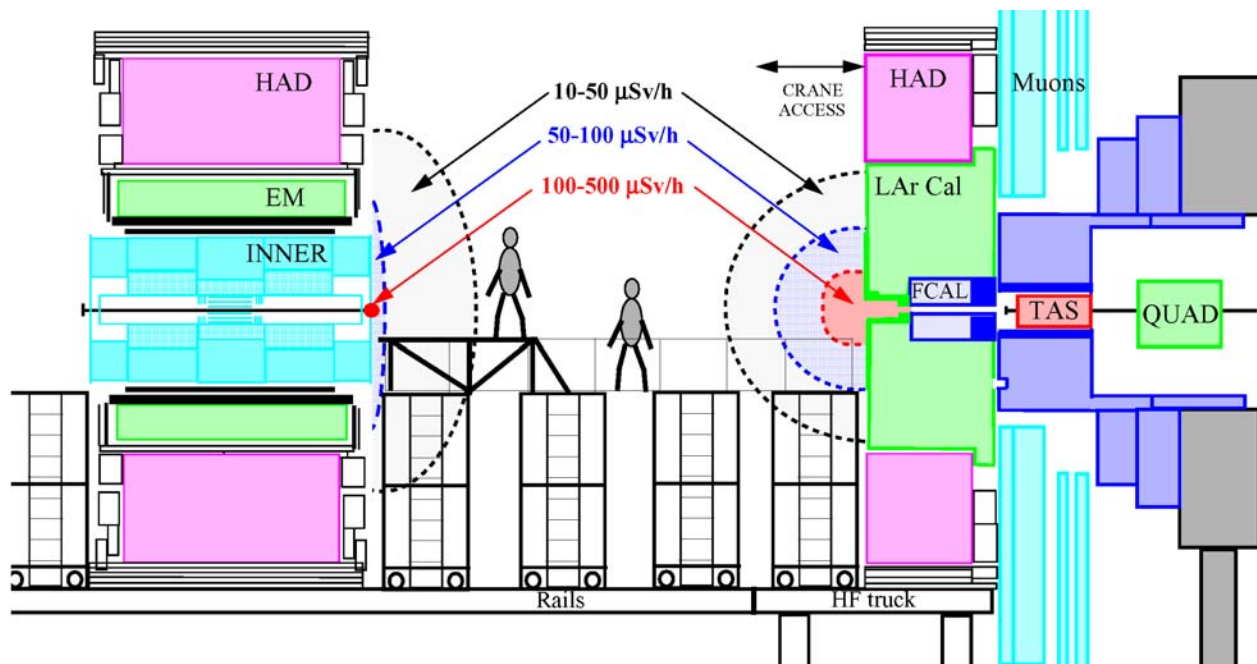 HAD
EM
INNER
10-50 μSv/h
50-100 μSv/h
100-500 μSv/h
CRANE
ACCESS
HAD
Muons
LAr Cal
FCAL
TAS
QUAD
Rails
HF truck